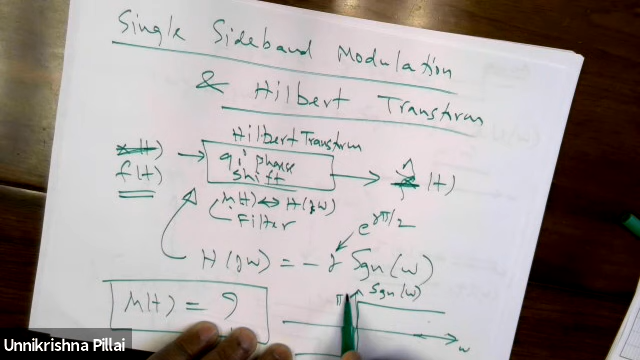 Single Sideband Modulation
& Hilbert Transform
Hilbert Transform
f(t) → 90° phase shift → (t)
h(t) ↔ H(jω)
Filter
e^{jπ/2}
H(jω) = -j Sgn(ω)
h(t) = ?
Sgn(ω)
ω
Unnikrishna Pillai